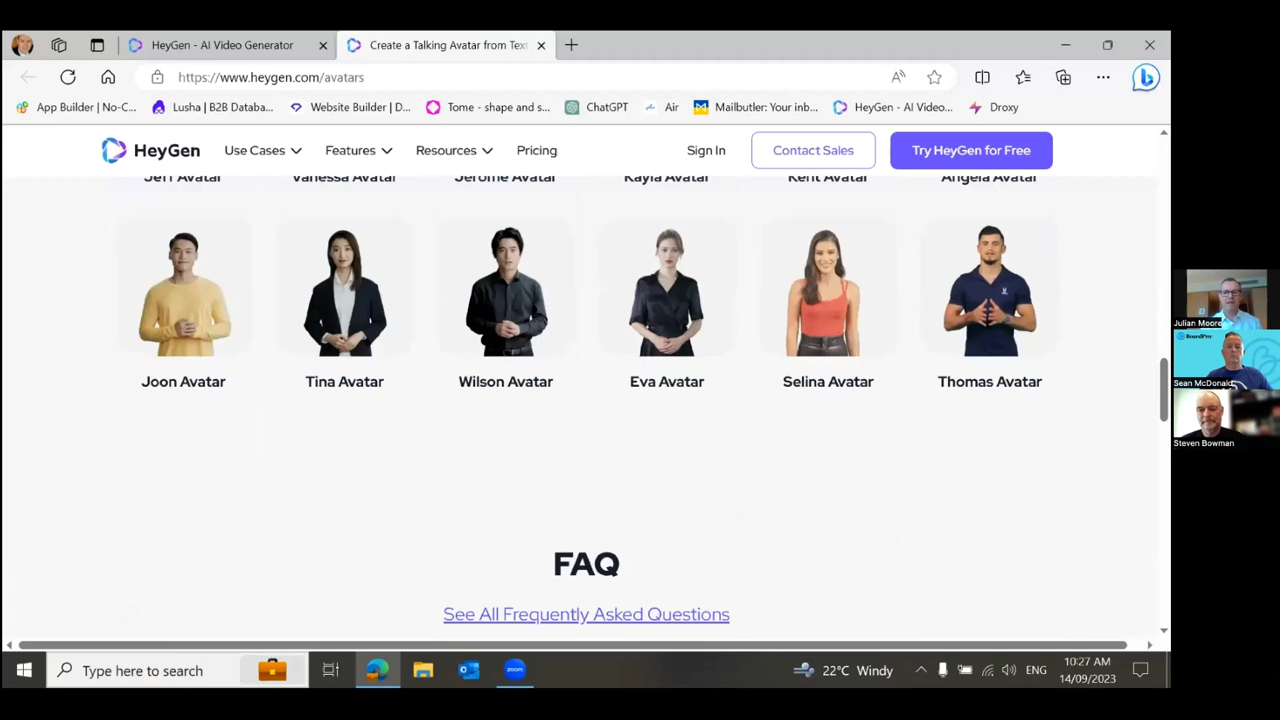 HeyGen - AI Video Generator
Create a Talking Avatar from Tex
https://www.heygen.com/avatars
App Builder | No-C...
Lusha | B2B Databa...
Website Builder | D...
Tome - shape and s...
ChatGPT
Air
Mailbutler: Your inb...
HeyGen - AI Video...
Droxy
HeyGen
Use Cases
Features
Resources
Pricing
Sign In
Contact Sales
Try HeyGen for Free
Jeff Avatar
Vanessa Avatar
Jerome Avatar
Kayla Avatar
Kent Avatar
Angela Avatar
Joon Avatar
Tina Avatar
Wilson Avatar
Eva Avatar
Selina Avatar
Thomas Avatar
FAQ
See All Frequently Asked Questions
Julian Moore
BoardPro
Sean McDonald
Steven Bowman
Type here to search
zoom
22°C Windy
ENG
10:27 AM
14/09/2023